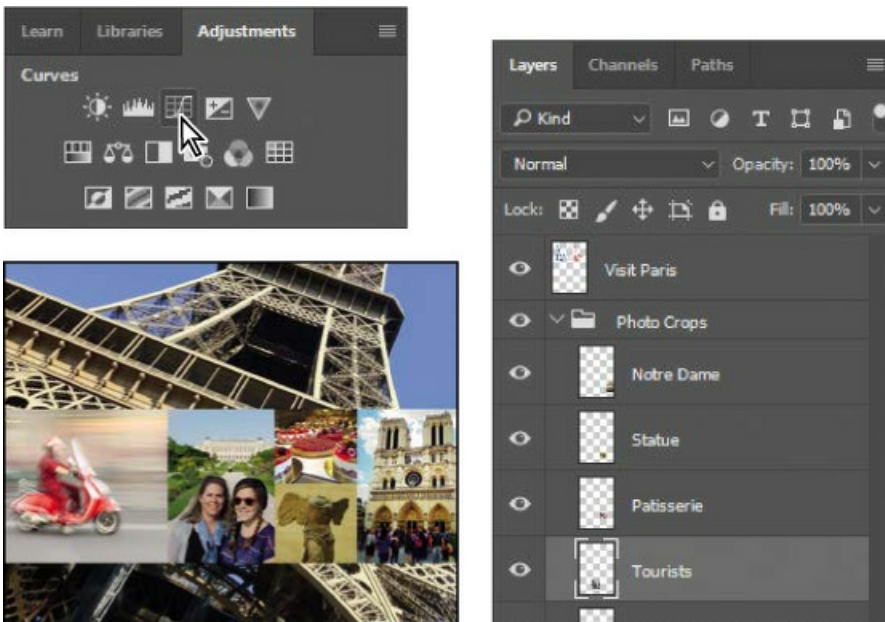 Learn Libraries Adjustments
Curves
Layers Channels Paths
Kind
T
Normal Opacity: 100%
Lock: Fill: 100%
Visit Paris
Photo Crops
Notre Dame
Statue
Patisserie
Tourists